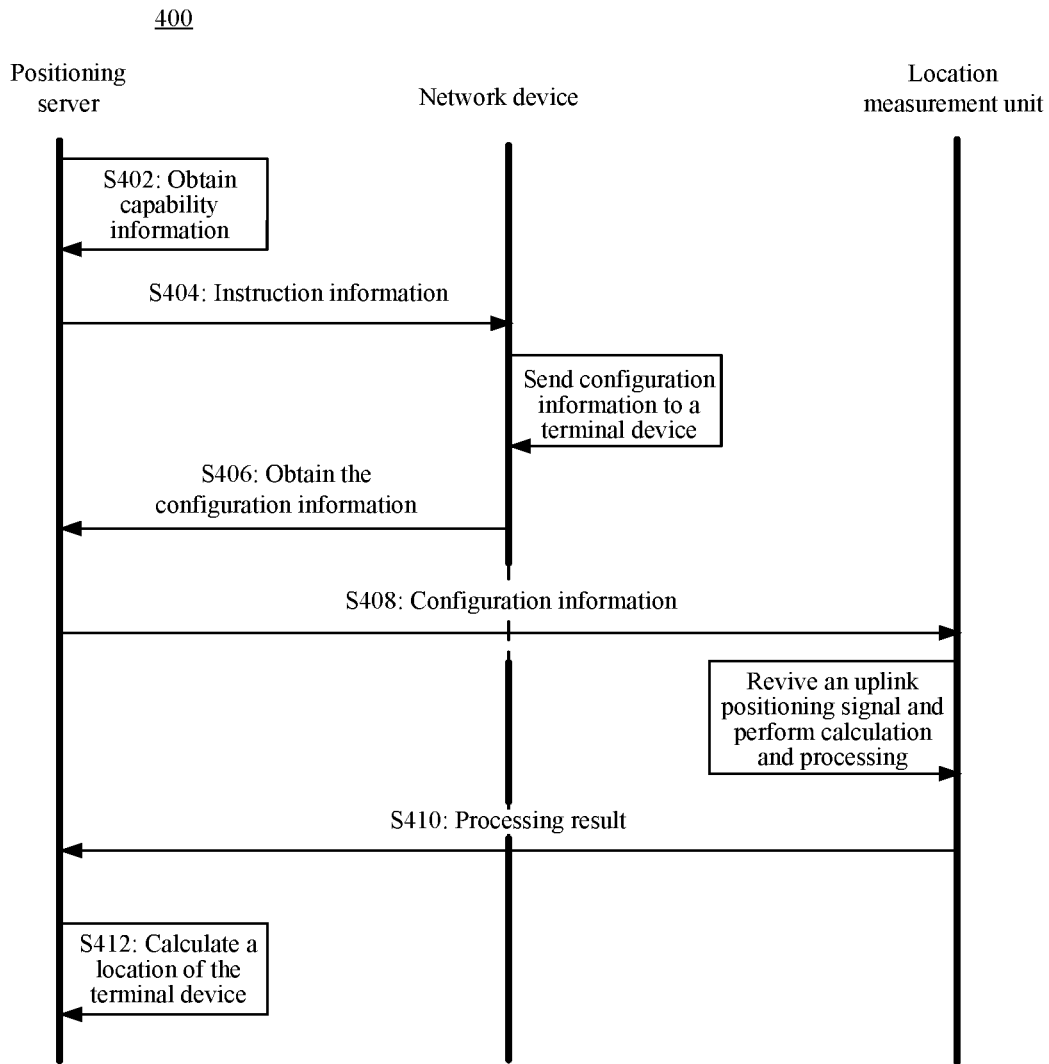 400
Positioning
server
Network device
Location
measurement unit
S402: Obtain
capability
information
S404: Instruction information
Send configuration
information to a
terminal device
S406: Obtain the
configuration information
S408: Configuration information
Revive an uplink
positioning signal and
perform calculation
and processing
S410: Processing result
S412: Calculate a
location of the
terminal device